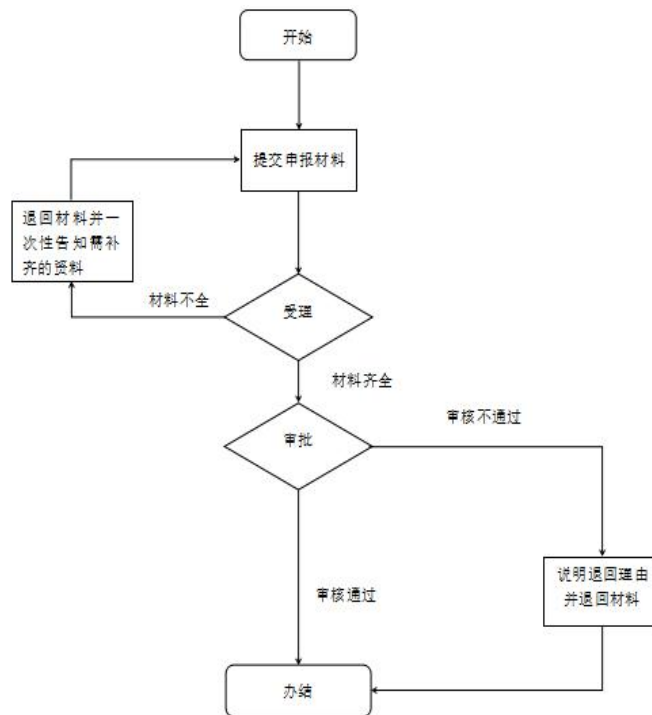 开始
提交申报材料
退回材料并一
次性告知需补
齐的资料
材料不全
受理
材料齐全
审批
审核不通过
说明退回理由
并退回材料
审核通过
办结